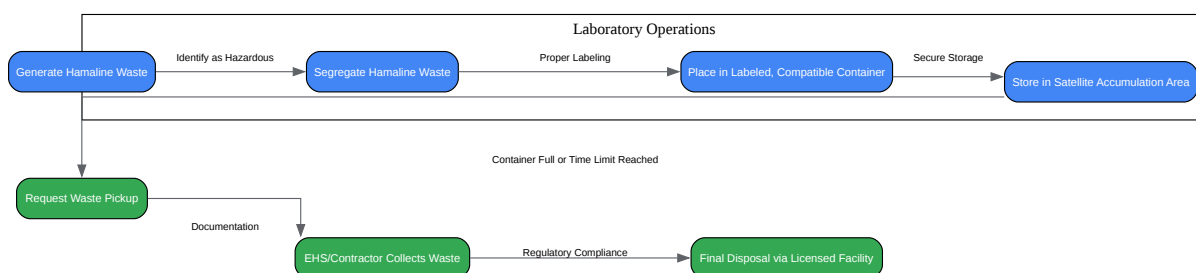 Laboratory Operations
Identify as Hazardous
Proper Labeling
Secure Storage
Generate Hamaline Waste
Segregate Hamaline Waste
Place in Labeled, Compatible Container
Store in Satellite Accumulation Area
Container Full or Time Limit Reached
Request Waste Pickup
Documentation
EHS/Contractor Collects Waste
Regulatory Compliance
Final Disposal via Licensed Facility